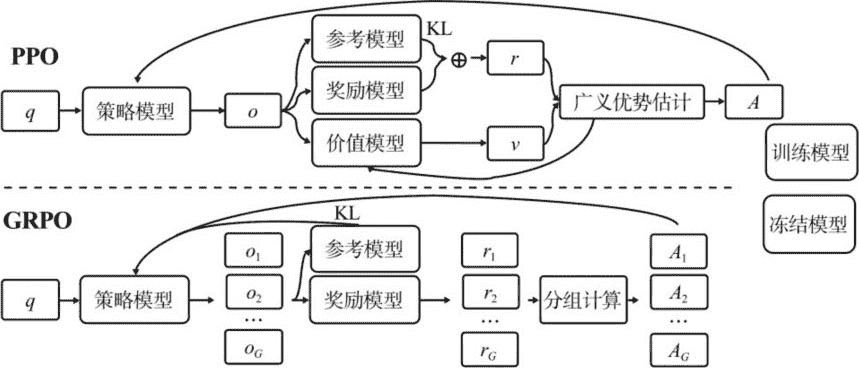 PPO
q
策略模型
o
参考模型
奖励模型
价值模型
KL
⊕
r
v
广义优势估计
A
训练模型
冻结模型
GRPO
q
策略模型
o1
o2
…
oG
KL
参考模型
奖励模型
r1
r2
…
rG
分组计算
A1
A2
…
AG